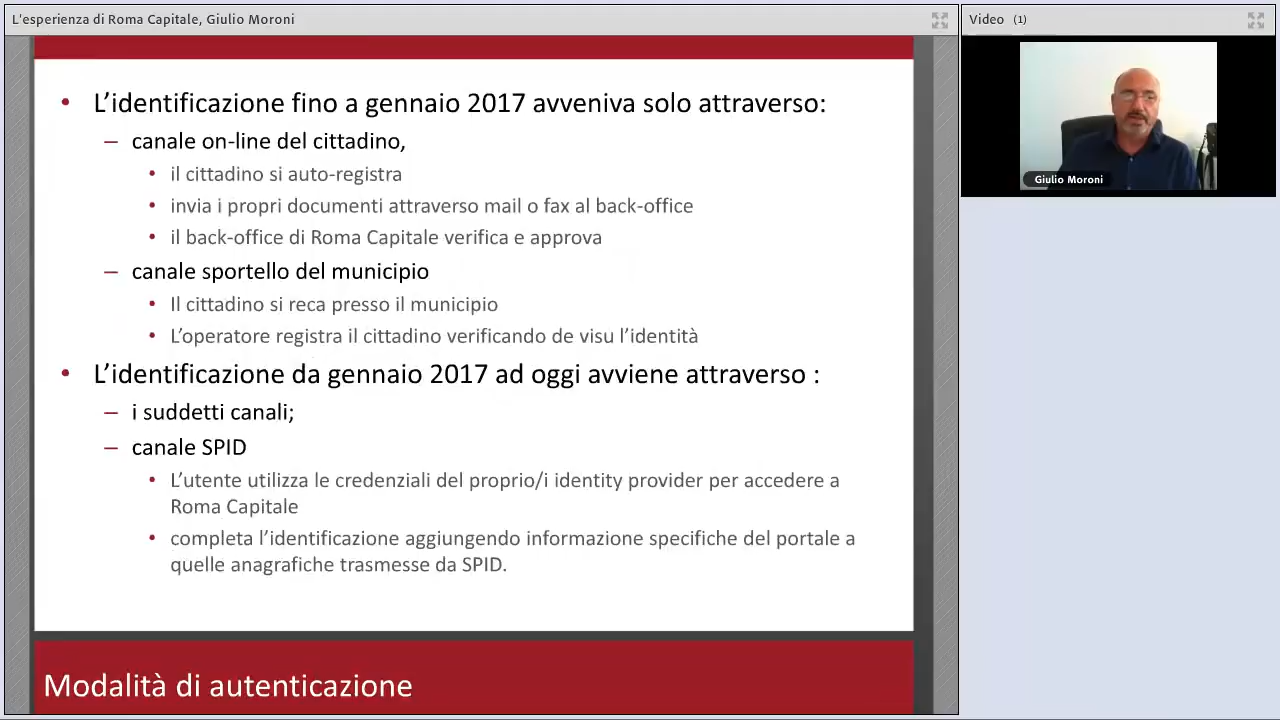 L'esperienza di Roma Capitale, Giulio Moroni
Video (1)
Giulio Moroni
• L’identificazione fino a gennaio 2017 avveniva solo attraverso:
– canale on-line del cittadino,
• il cittadino si auto-registra
• invia i propri documenti attraverso mail o fax al back-office
• il back-office di Roma Capitale verifica e approva
– canale sportello del municipio
• Il cittadino si reca presso il municipio
• L’operatore registra il cittadino verificando de visu l’identità
• L’identificazione da gennaio 2017 ad oggi avviene attraverso :
– i suddetti canali;
– canale SPID
• L’utente utilizza le credenziali del proprio/i identity provider per accedere a
Roma Capitale
• completa l’identificazione aggiungendo informazione specifiche del portale a
quelle anagrafiche trasmesse da SPID.
Modalità di autenticazione